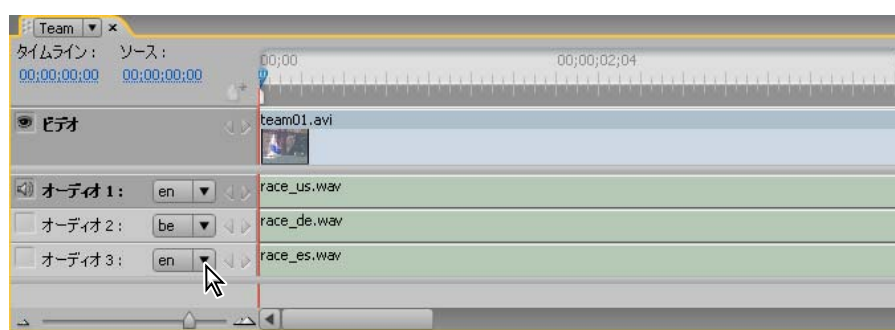 Team
タイムライン： ソース：
00;00;00;00 00;00;00;00
00;00 00;00;02;04
ビデオ team01.avi
オーディオ 1： en race_us.wav
オーディオ 2： be race_de.wav
オーディオ 3： en race_es.wav